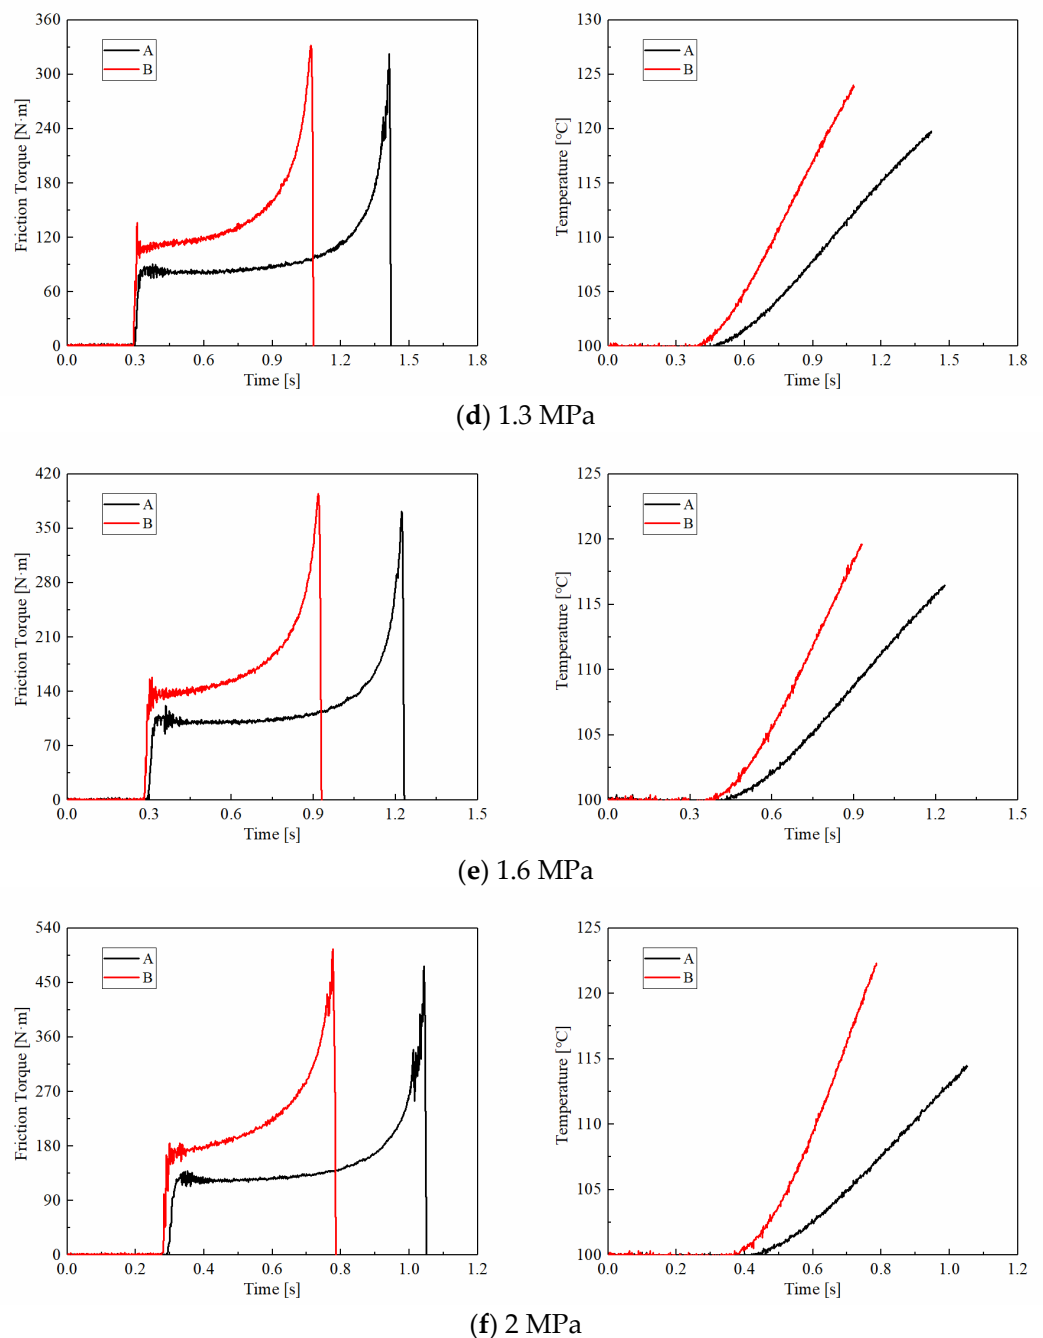 360
300
240
180
120
60
0
Friction Torque [N·m]
A
B
0.0 0.3 0.6 0.9 1.2 1.5 1.8
Time [s]
130
125
120
115
110
105
100
Temperature [°C]
A
B
0.0 0.3 0.6 0.9 1.2 1.5 1.8
Time [s]
(d) 1.3 MPa
420
350
280
210
140
70
0
Friction Torque [N·m]
A
B
0.0 0.3 0.6 0.9 1.2 1.5
Time [s]
125
120
115
110
105
100
Temperature [°C]
A
B
0.0 0.3 0.6 0.9 1.2 1.5
Time [s]
(e) 1.6 MPa
540
450
360
270
180
90
0
Friction Torque [N·m]
A
B
0.0 0.2 0.4 0.6 0.8 1.0 1.2
Time [s]
125
115
110
105
100
Temperature [°C]
A
B
0.0 0.2 0.4 0.6 0.8 1.0 1.2
Time [s]
(f) 2 MPa